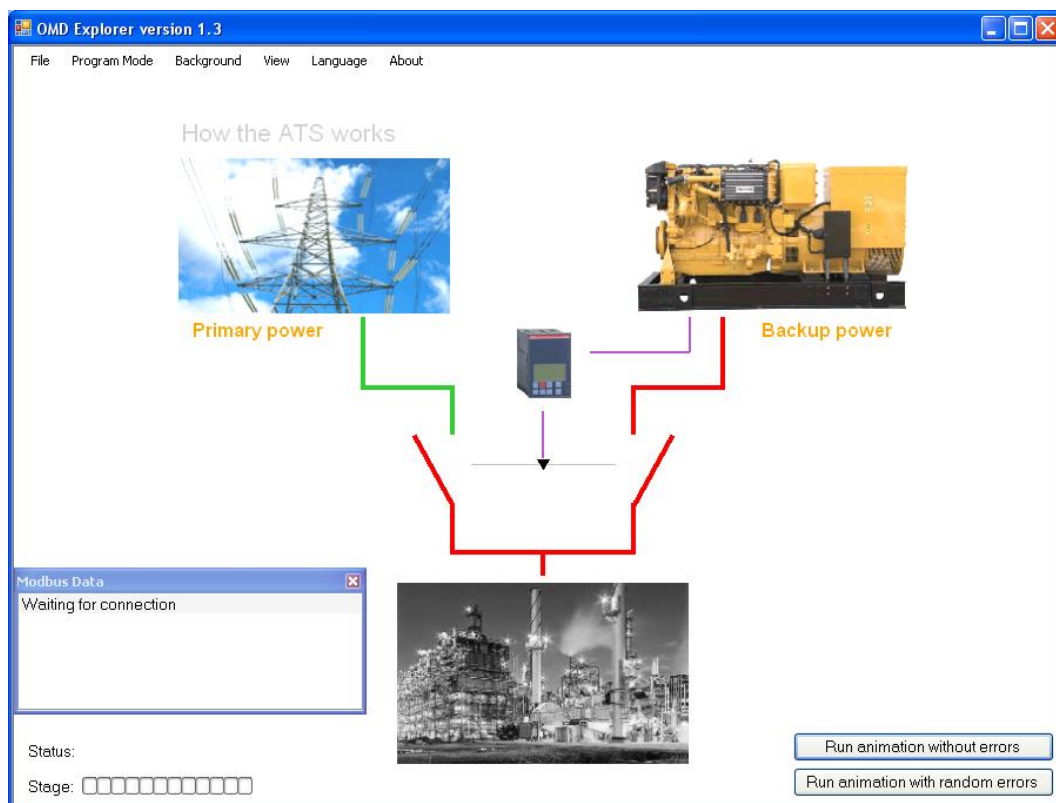 OMD Explorer version 1.3
File Program Mode Background View Language About
How the ATS works
Primary power
Backup power
Modbus Data
Waiting for connection
Status:
Stage:
Run animation without errors
Run animation with random errors